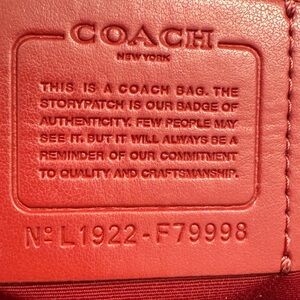 COACH
NEW YORK
THIS IS A COACH BAG. THE
STORYPATCH IS OUR BADGE OF
AUTHENTICITY. FEW PEOPLE MAY
SEE IT. BUT IT WILL ALWAYS BE A
REMINDER OF OUR COMMITMENT
TO QUALITY AND CRAFTSMANSHIP.
Nº L1922-F79998